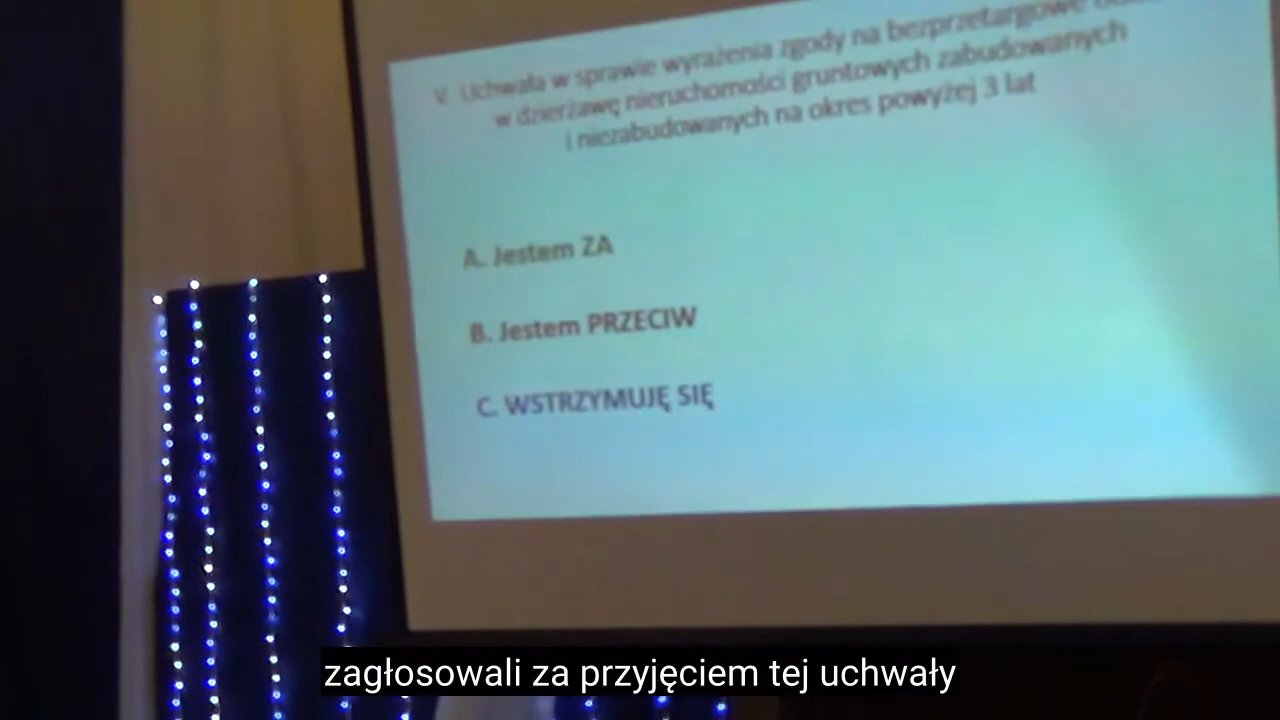 V. Uchwała w sprawie wyrażenia zgody na bezprzetargowe
w dzierżawę nieruchomości gruntowych zabudowanych
i niezabudowanych na okres powyżej 3 lat
A. Jestem ZA
B. Jestem PRZECIW
C. WSTRZYMUJĘ SIĘ
zagłosowali za przyjęciem tej uchwały